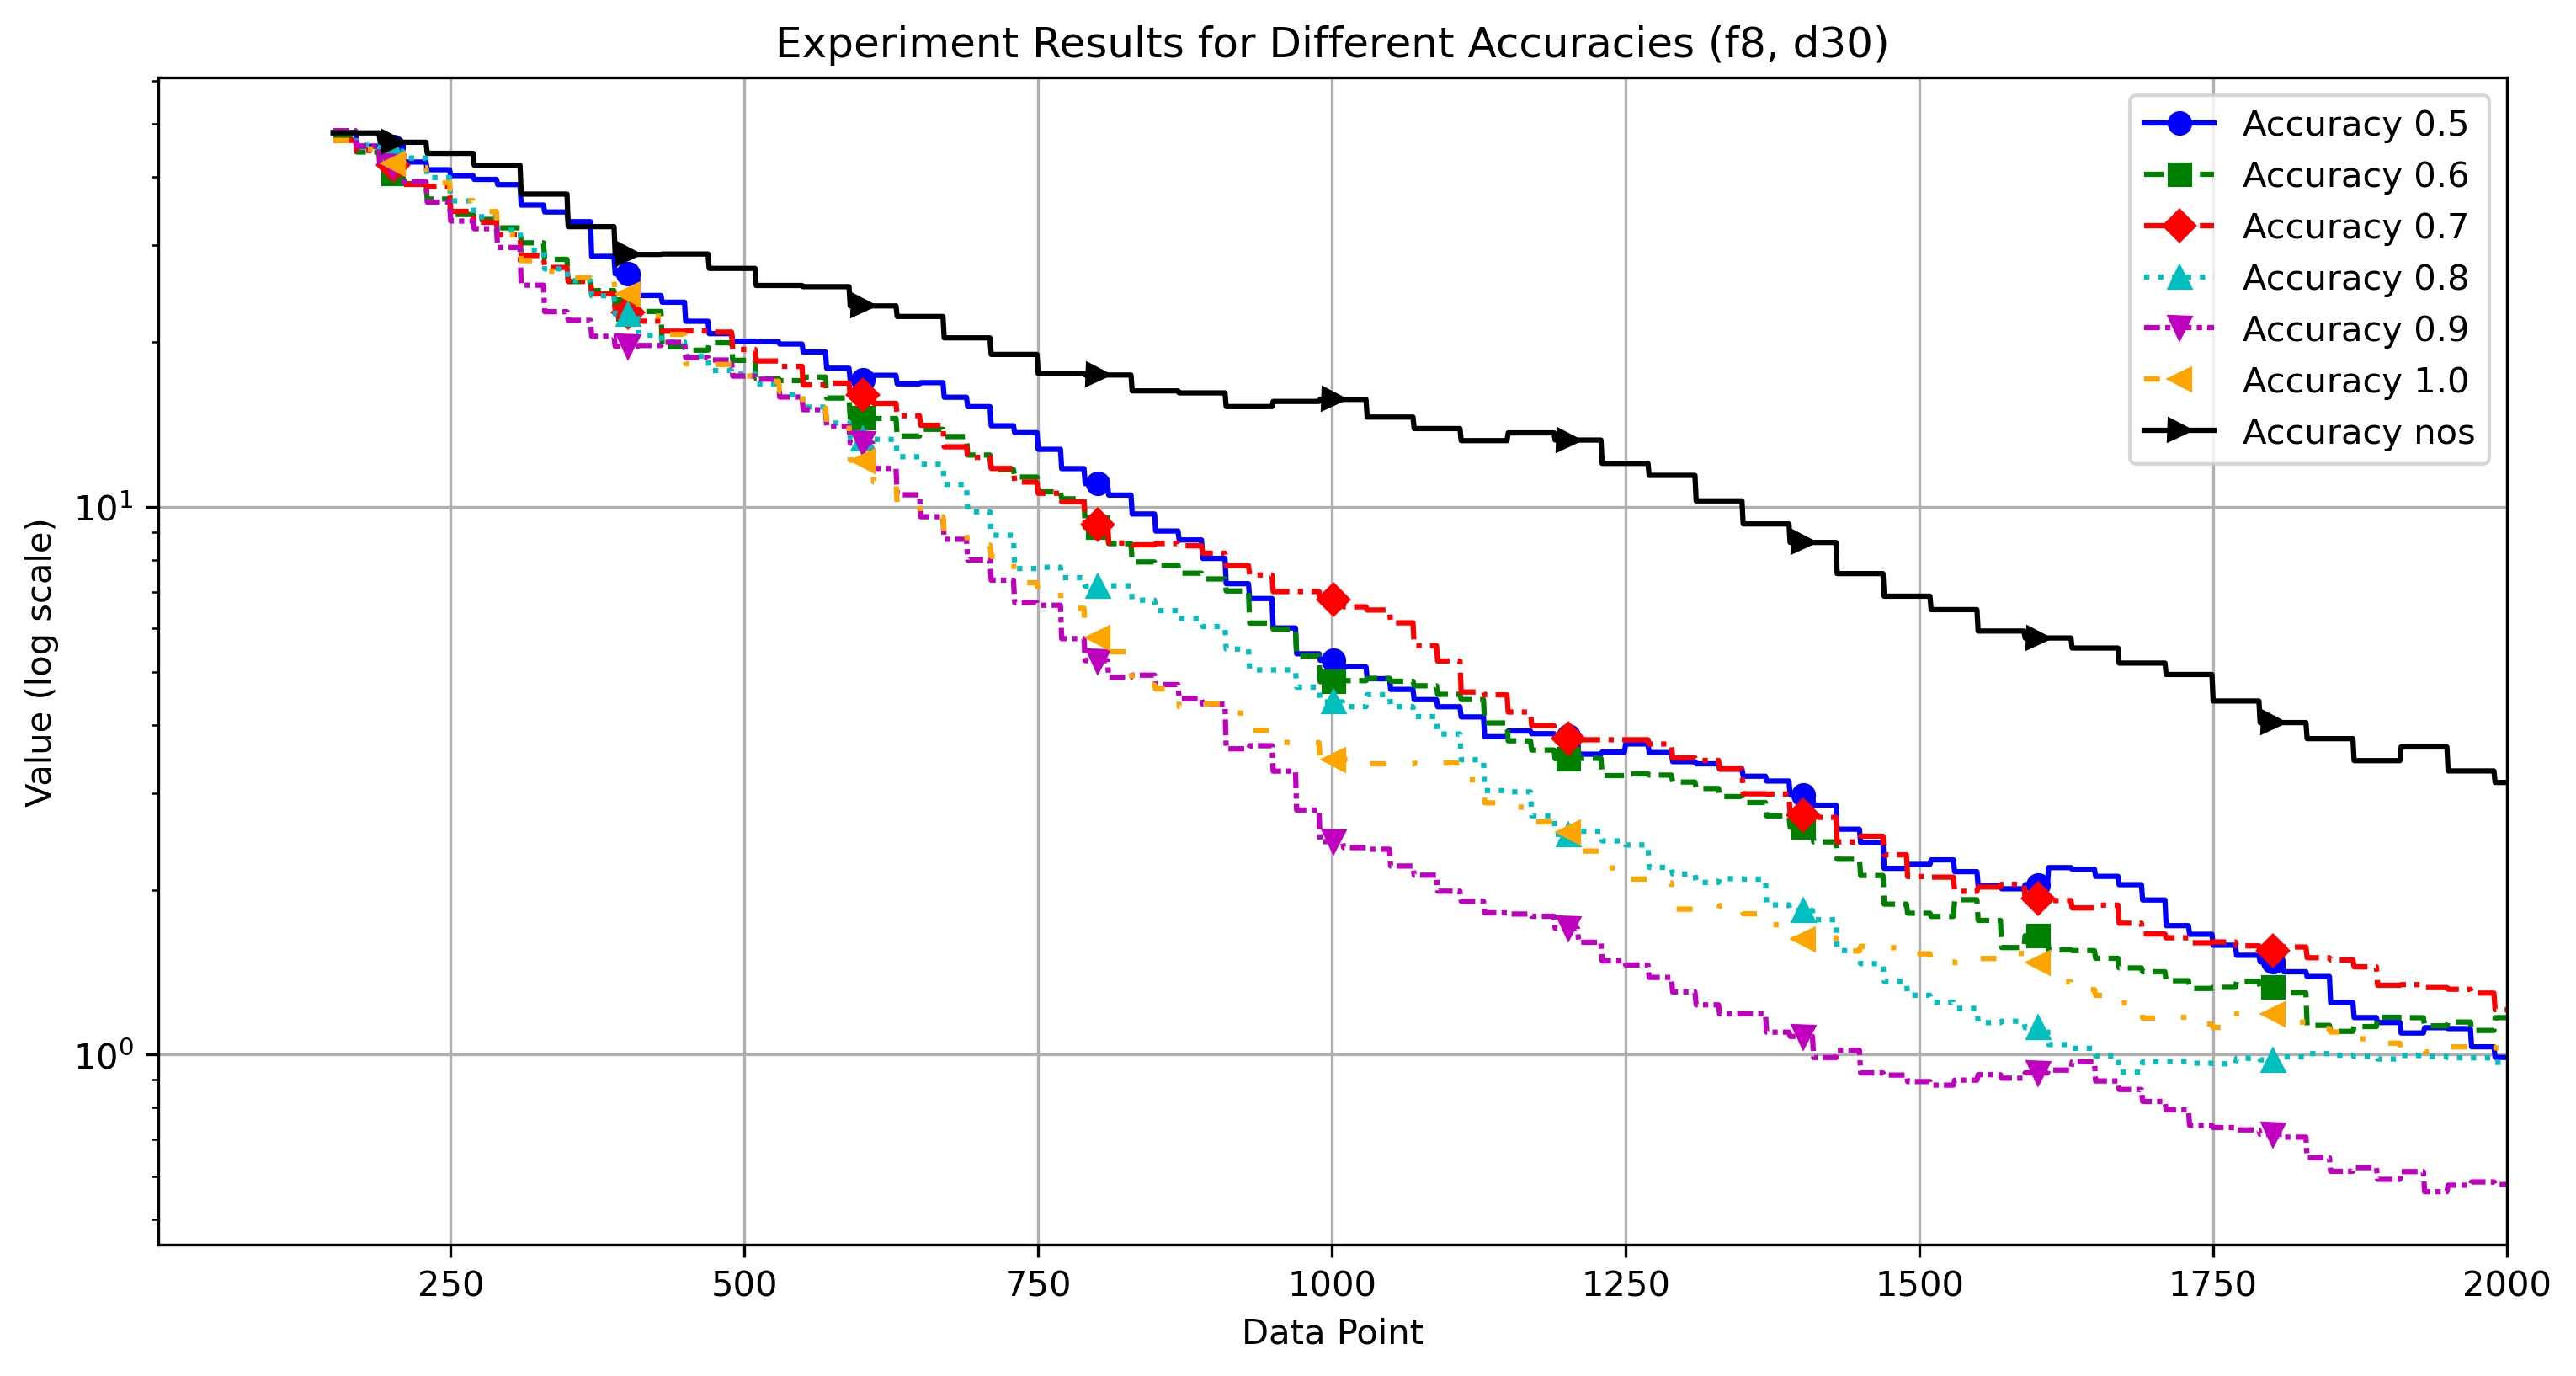 Experiment Results for Different Accuracies (f8, d30)
Accuracy 0.5
Accuracy 0.6
Accuracy 0.7
Accuracy 0.8
Accuracy 0.9
Accuracy 1.0
Accuracy nos
Value (log scale)
10¹
10⁰
250 500 750 1000 1250 1500 1750 2000
Data Point